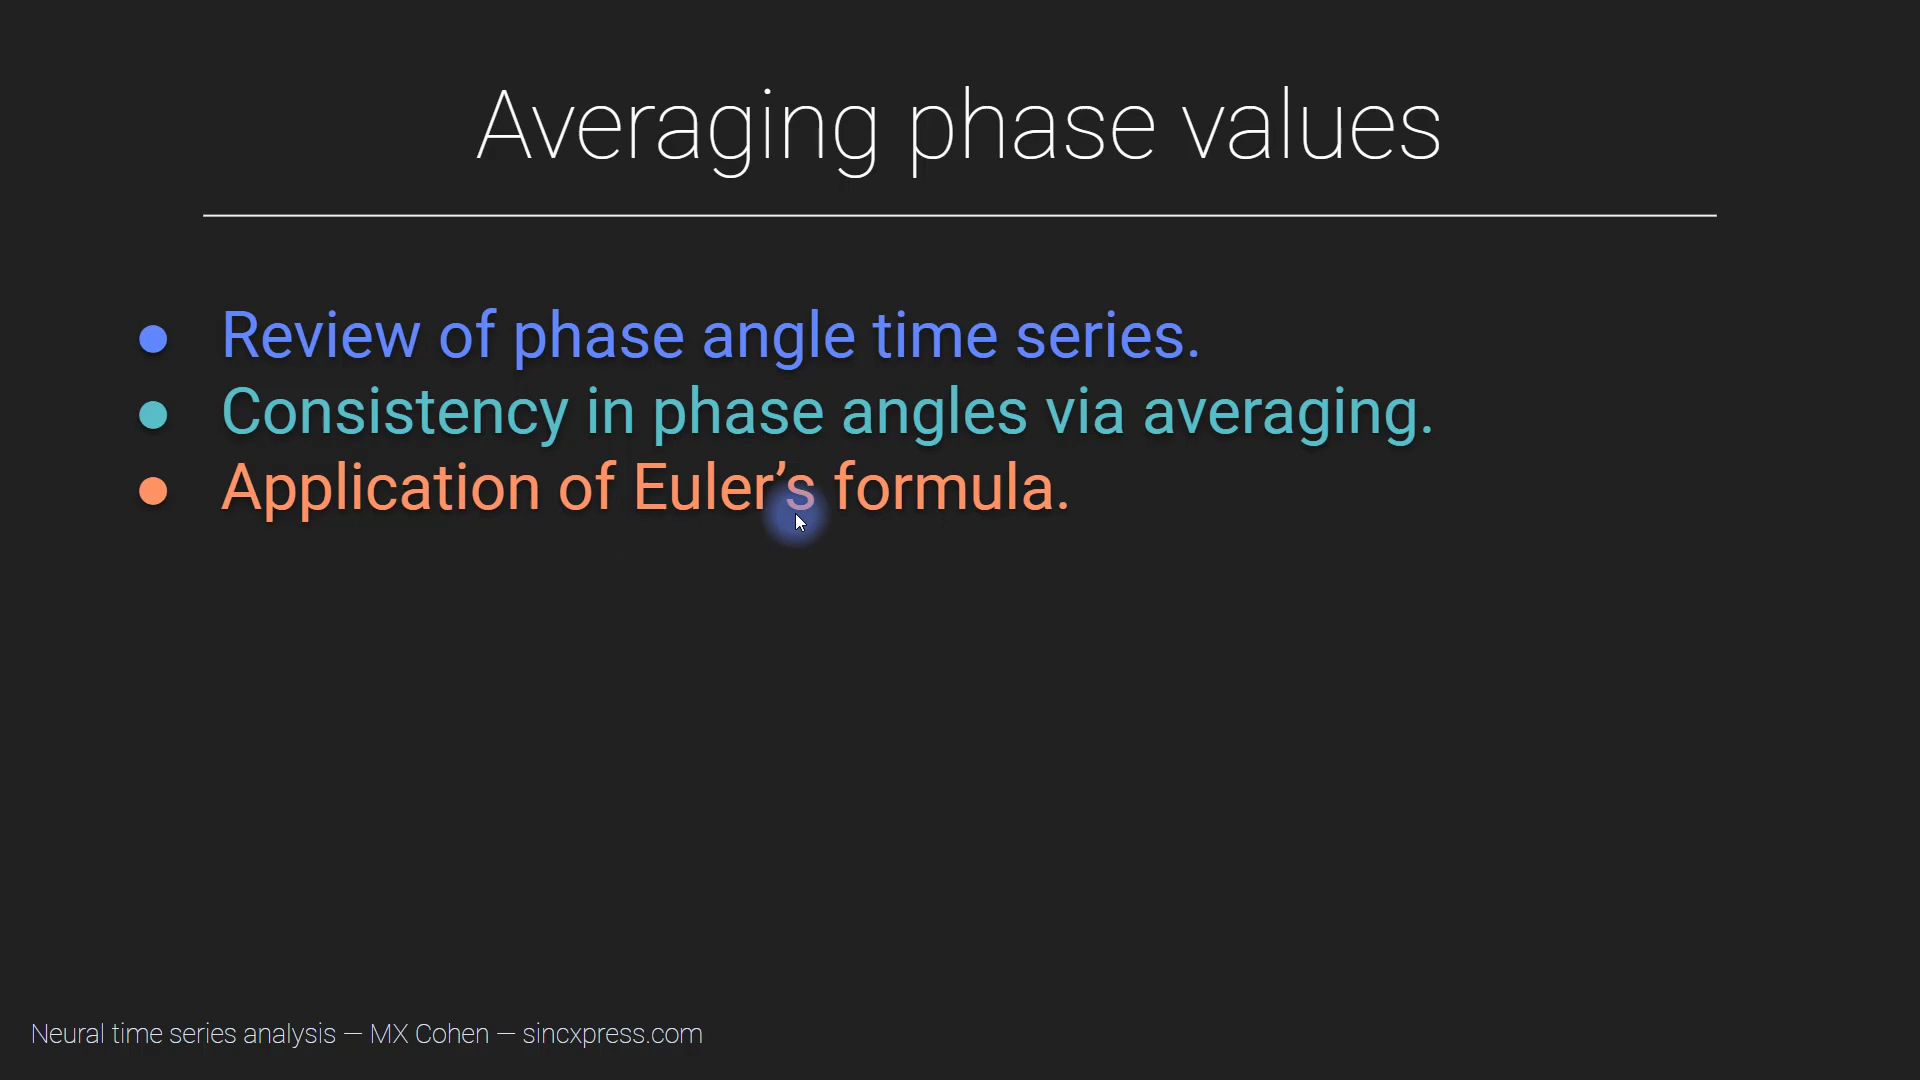 Averaging phase values
● Review of phase angle time series.
● Consistency in phase angles via averaging.
● Application of Euler’s formula.
Neural time series analysis — MX Cohen — sincxpress.com